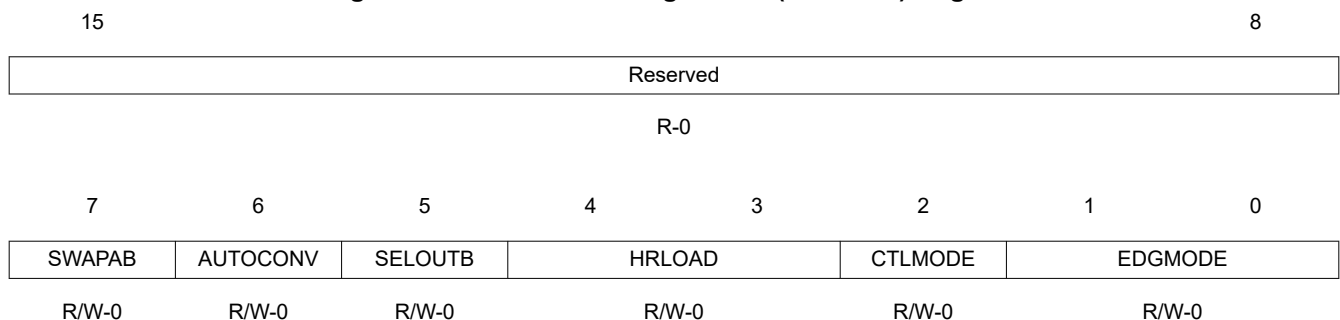 15 8
Reserved
R-0
7 6 5 4 3 2 1 0
SWAPAB AUTOCONV SELOUTB HRLOAD CTLMODE EDGMODE
R/W-0 R/W-0 R/W-0 R/W-0 R/W-0 R/W-0